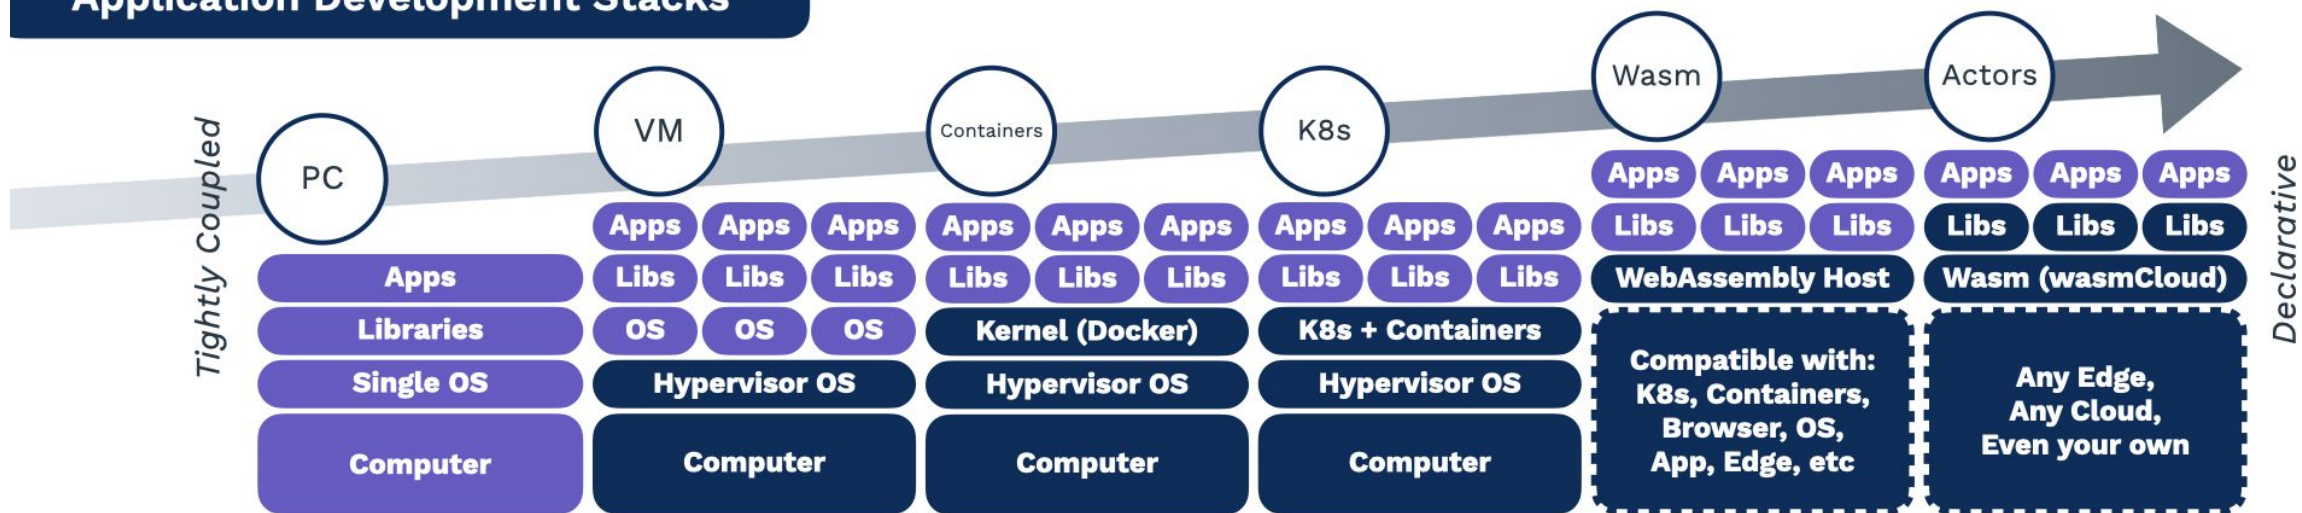 Application Development Stacks
Tightly Coupled
PC
Apps
Libraries
Single OS
Computer
VM
Apps Apps Apps
Libs Libs Libs
OS OS OS
Hypervisor OS
Computer
Containers
Apps Apps Apps
Libs Libs Libs
Kernel (Docker)
Hypervisor OS
Computer
K8s
Apps Apps Apps
Libs Libs Libs
K8s + Containers
Hypervisor OS
Computer
Wasm
Apps Apps Apps
Libs Libs Libs
WebAssembly Host
Compatible with:
K8s, Containers,
Browser, OS,
App, Edge, etc
Actors
Apps Apps Apps
Libs Libs Libs
Wasm (wasmCloud)
Any Edge,
Any Cloud,
Even your own
Declarative